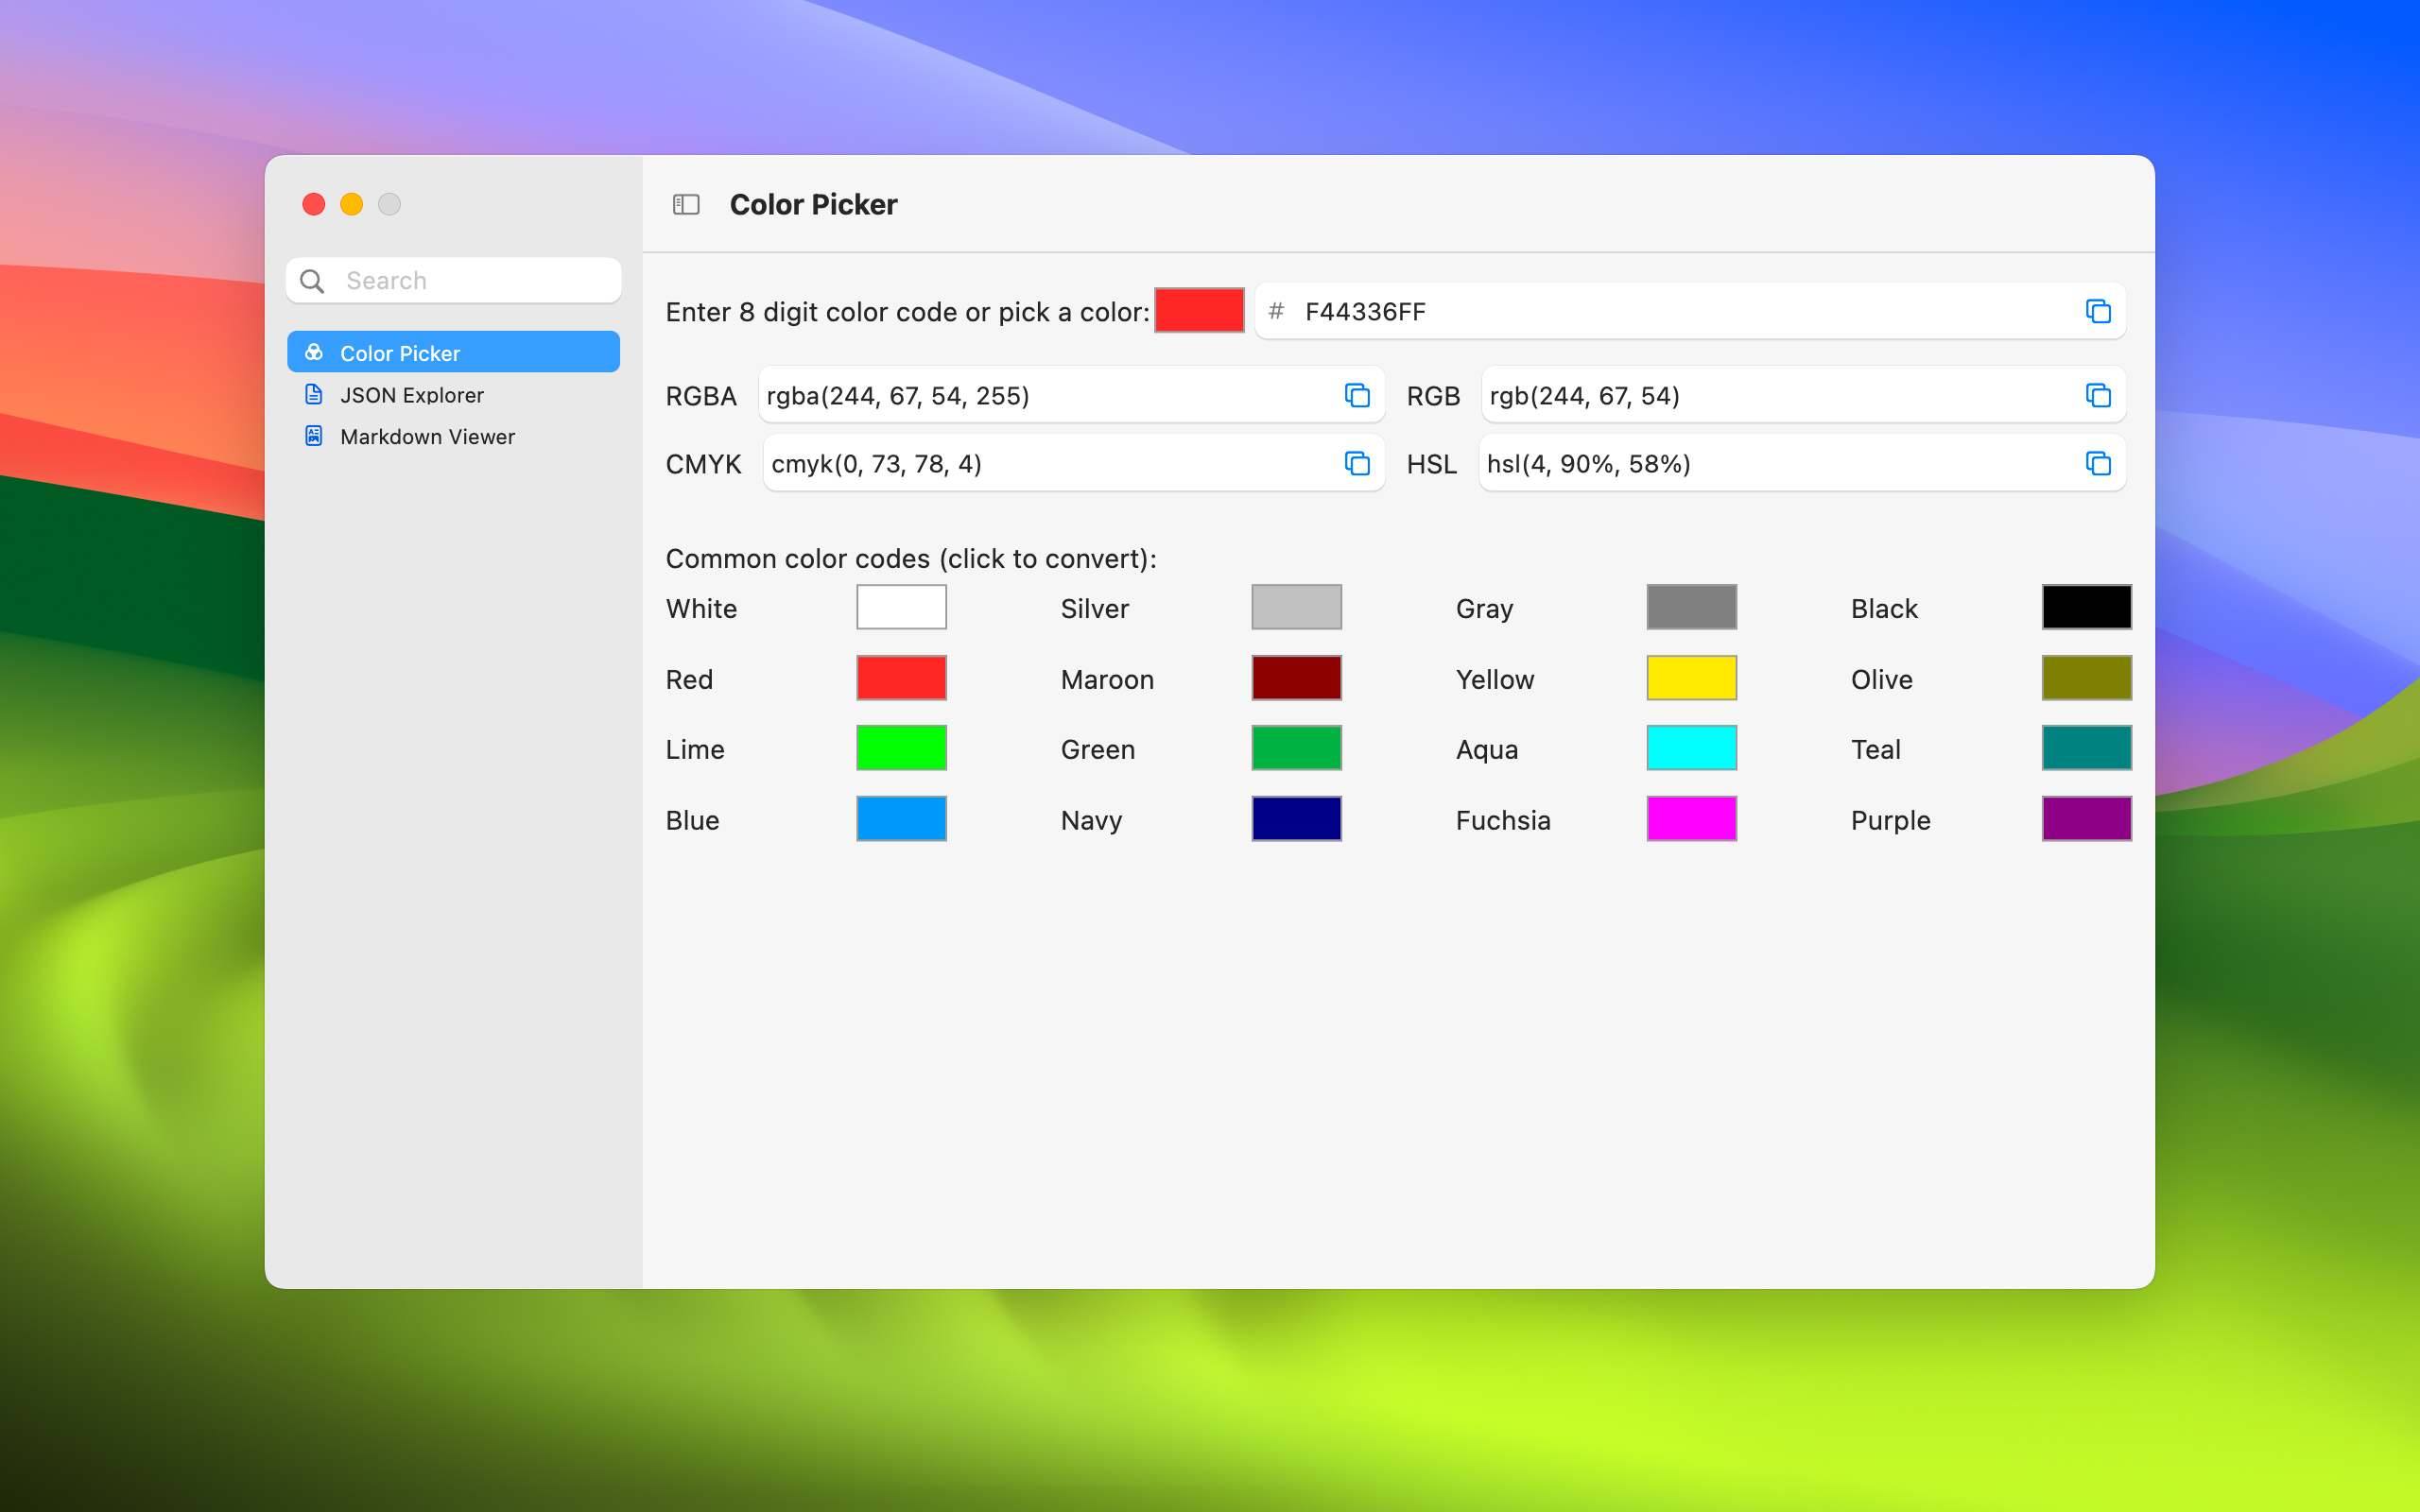 Color Picker
Search
Color Picker
JSON Explorer
Markdown Viewer
Enter 8 digit color code or pick a color: # F44336FF
RGBA rgba(244, 67, 54, 255) RGB rgb(244, 67, 54)
CMYK cmyk(0, 73, 78, 4) HSL hsl(4, 90%, 58%)
Common color codes (click to convert):
White Silver Gray Black
Red Maroon Yellow Olive
Lime Green Aqua Teal
Blue Navy Fuchsia Purple